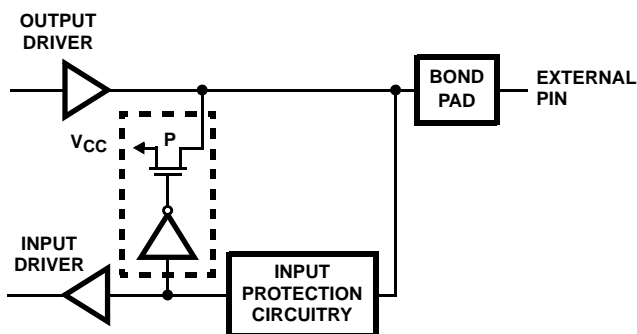 OUTPUT
DRIVER
BOND
PAD
EXTERNAL
PIN
VCC
P
INPUT
DRIVER
INPUT
PROTECTION
CIRCUITRY